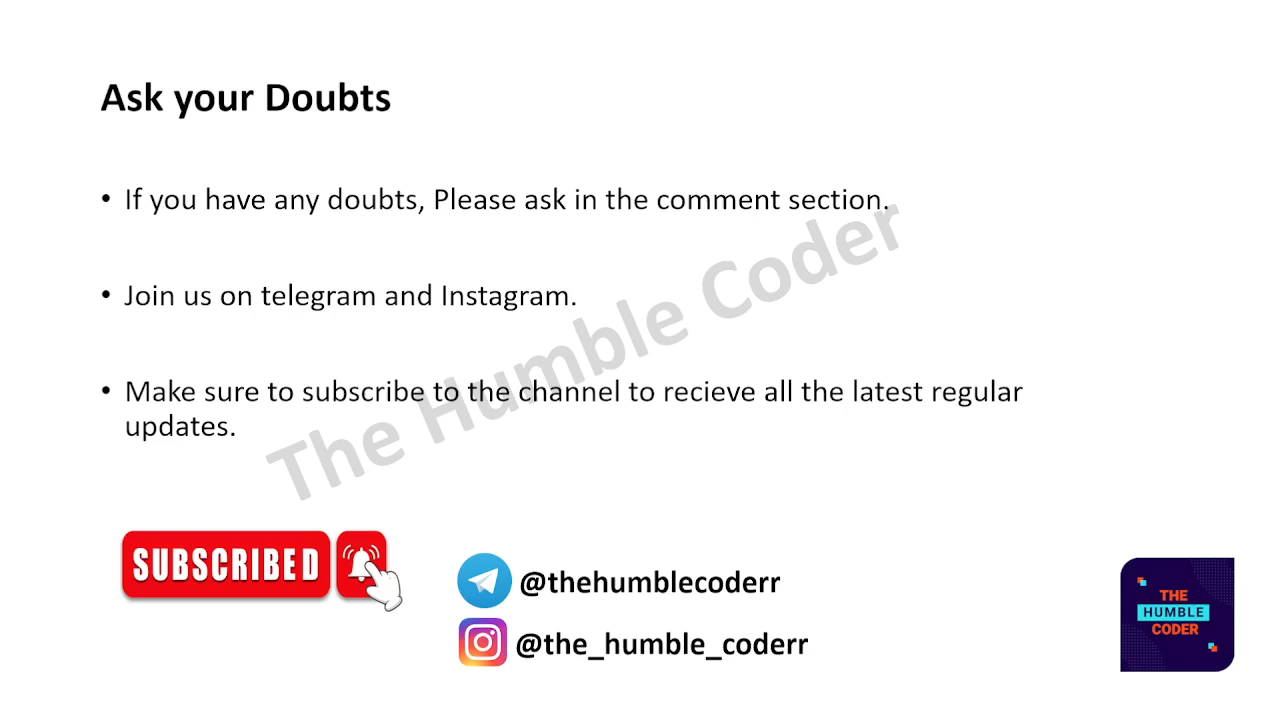 Ask your Doubts
• If you have any doubts, Please ask in the comment section.
• Join us on telegram and Instagram.
• Make sure to subscribe to the channel to recieve all the latest regular
updates.
The Humble Coder
SUBSCRIBED
@thehumblecoderr
@the_humble_coderr
THE
HUMBLE
CODER